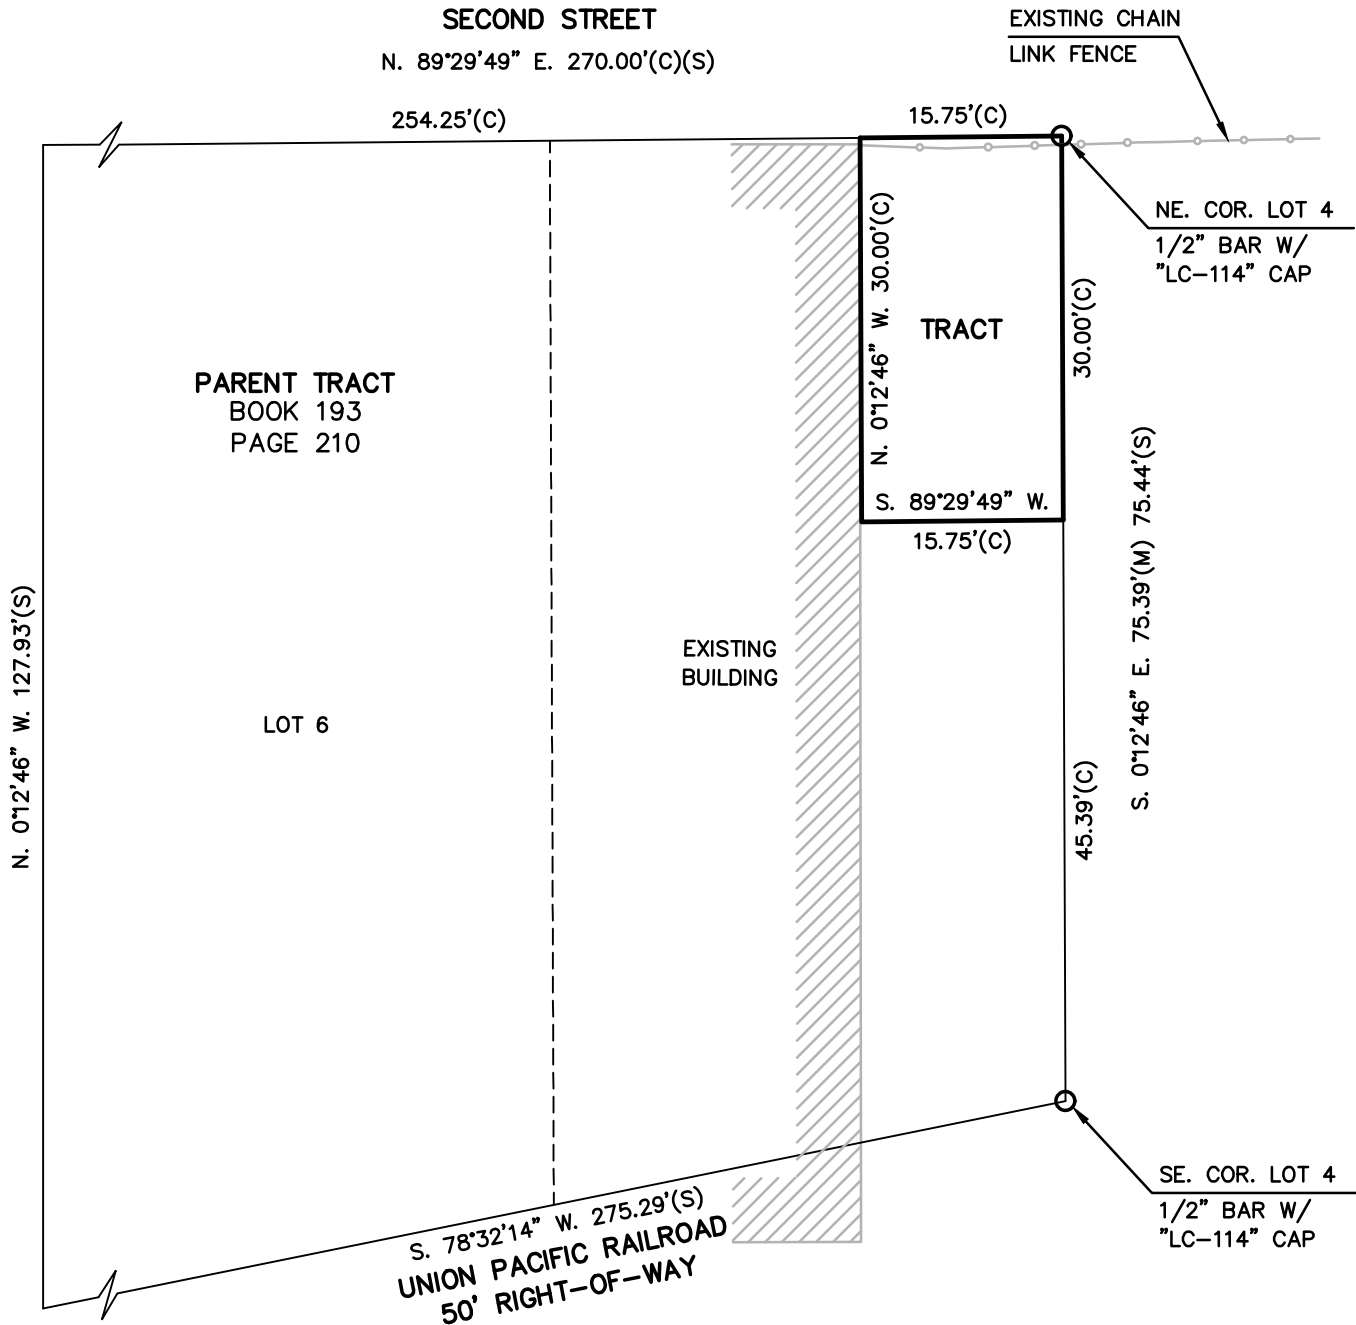 SECOND STREET
N. 89°29'49" E. 270.00'(C)(S)
EXISTING CHAIN
LINK FENCE
254.25'(C)
15.75'(C)
NE. COR. LOT 4
1/2" BAR W/
"LC-114" CAP
N. 0°12'46" W. 30.00'(C)
TRACT
30.00'(C)
PARENT TRACT
BOOK 193
PAGE 210
S. 89°29'49" W.
15.75'(C)
S. 0°12'46" E. 75.39'(M) 75.44'(S)
N. 0°12'46" W. 127.93'(S)
EXISTING
BUILDING
LOT 6
45.39'(C)
SE. COR. LOT 4
1/2" BAR W/
"LC-114" CAP
S. 78°32'14" W. 275.29'(S)
UNION PACIFIC RAILROAD
50' RIGHT-OF-WAY